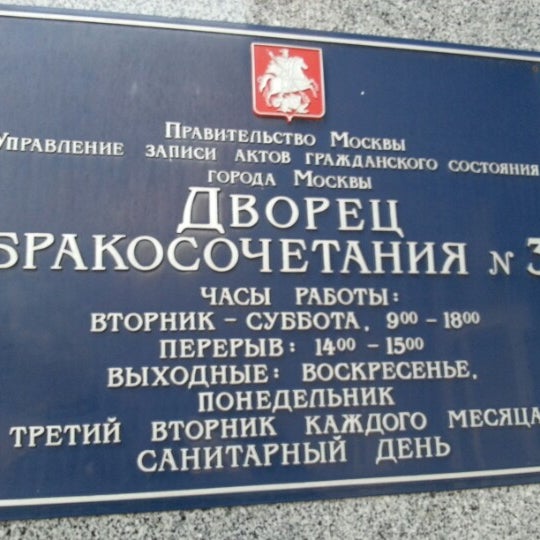 Правительство Москвы
Управление записи актов гражданского состояния
города Москвы
Дворец
бракосочетания N 3
часы работы:
вторник - суббота. 9⁰⁰ - 18⁰⁰
перерыв: 14⁰⁰ - 15⁰⁰
выходные: воскресенье.
понедельник
третий вторник каждого месяца
санитарный день